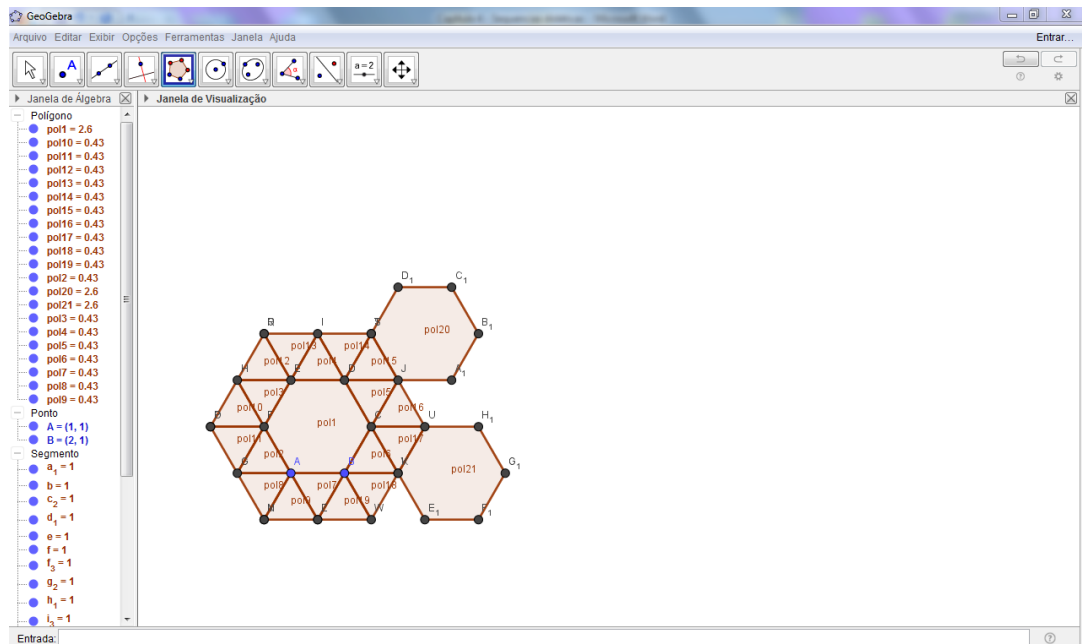 GeoGebra
Arquivo Editar Exibir Opções Ferramentas Janela Ajuda
Entrar...
A
a=2
Janela de Álgebra
Janela de Visualização
Polígono
pol1 = 2.6
pol10 = 0.43
pol11 = 0.43
pol12 = 0.43
pol13 = 0.43
pol14 = 0.43
pol15 = 0.43
pol16 = 0.43
pol17 = 0.43
pol18 = 0.43
pol19 = 0.43
pol2 = 0.43
pol20 = 2.6
pol21 = 2.6
pol3 = 0.43
pol4 = 0.43
pol5 = 0.43
pol6 = 0.43
pol7 = 0.43
pol8 = 0.43
pol9 = 0.43
Ponto
A = (1, 1)
B = (2, 1)
Segmento
a₁ = 1
b = 1
c₂ = 1
d₁ = 1
e = 1
f = 1
f₃ = 1
g₂ = 1
h₁ = 1
i₃ = 1
D₁ C₁
pol20 B₁
I
pol13 pol14
pol12 pol15
H E D J A₁
pol3 pol5
pol10 pol16
pol1
C U H₁
pol11 pol17
pol2 pol6
G A B K pol21 G₁
pol8 pol7 pol18
pol9 pol19
W E₁ F₁
Entrada: